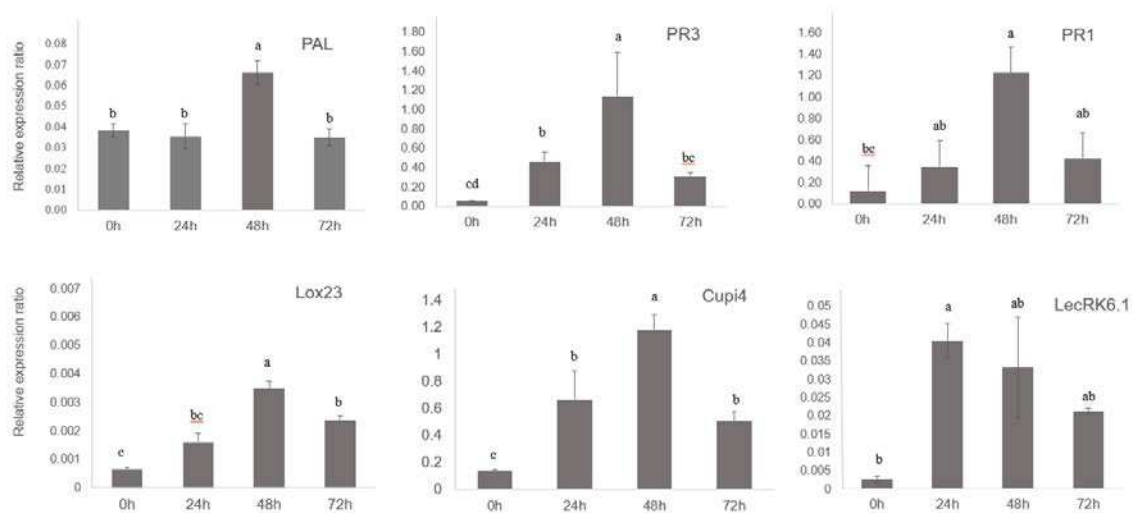 PAL
Relative expression ratio
0.08
0.07
0.06
0.05
0.04
0.03
0.02
0.01
0.00
b
b
a
b
0h 24h 48h 72h
PR3
1.80
1.60
1.40
1.20
1.00
0.80
0.60
0.40
0.20
0.00
cd
b
a
bc
0h 24h 48h 72h
PR1
1.60
1.40
1.20
1.00
0.80
0.60
0.40
0.20
0.00
bc
ab
a
ab
0h 24h 48h 72h
Lox23
Relative expression ratio
0.007
0.006
0.005
0.004
0.003
0.002
0.001
0
c
bc
a
b
0h 24h 48h 72h
Cupi4
1.4
1.2
1
0.8
0.6
0.4
0.2
0
c
b
a
b
0h 24h 48h 72h
LecRK6.1
0.05
0.045
0.04
0.035
0.03
0.025
0.02
0.015
0.01
0.005
0
b
a
ab
ab
0h 24h 48h 72h